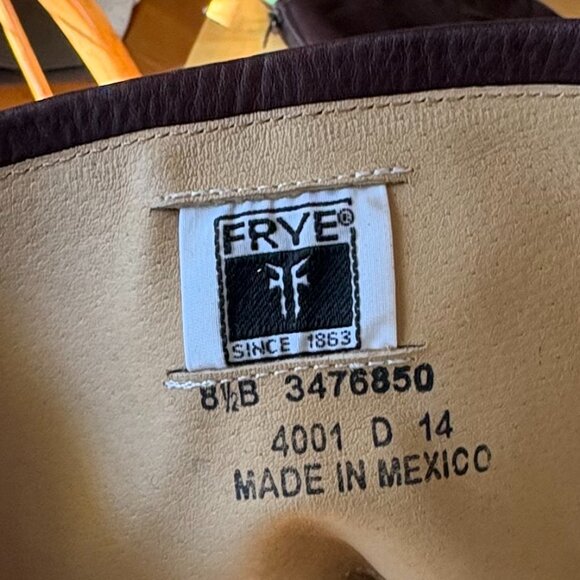 FRYE®
SINCE 1863
8½B 3476850
4001 D 14
MADE IN MEXICO